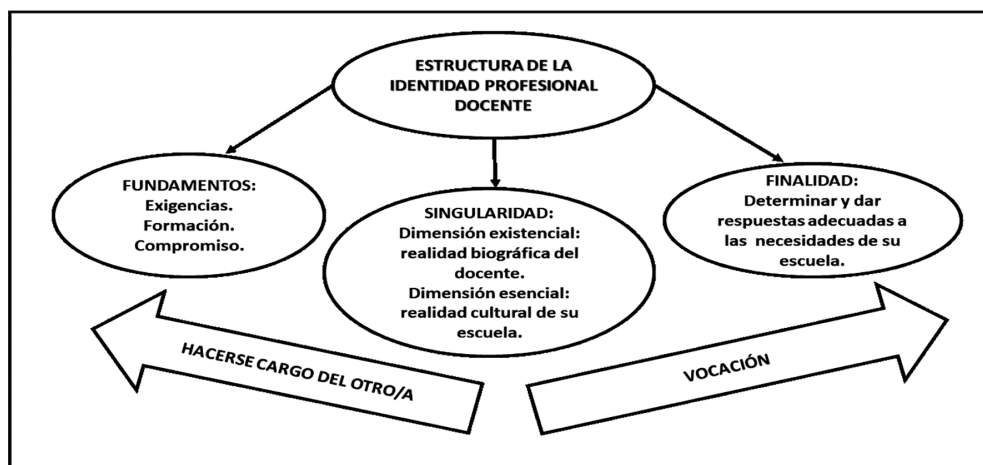 ESTRUCTURA DE LA
IDENTIDAD PROFESIONAL
DOCENTE
FUNDAMENTOS:
Exigencias.
Formación.
Compromiso.
SINGULARIDAD:
Dimensión existencial:
realidad biográfica del
docente.
Dimensión esencial:
realidad cultural de su
escuela.
FINALIDAD:
Determinar y dar
respuestas adecuadas a
las necesidades de su
escuela.
HACERSE CARGO DEL OTRO/A
VOCACIÓN